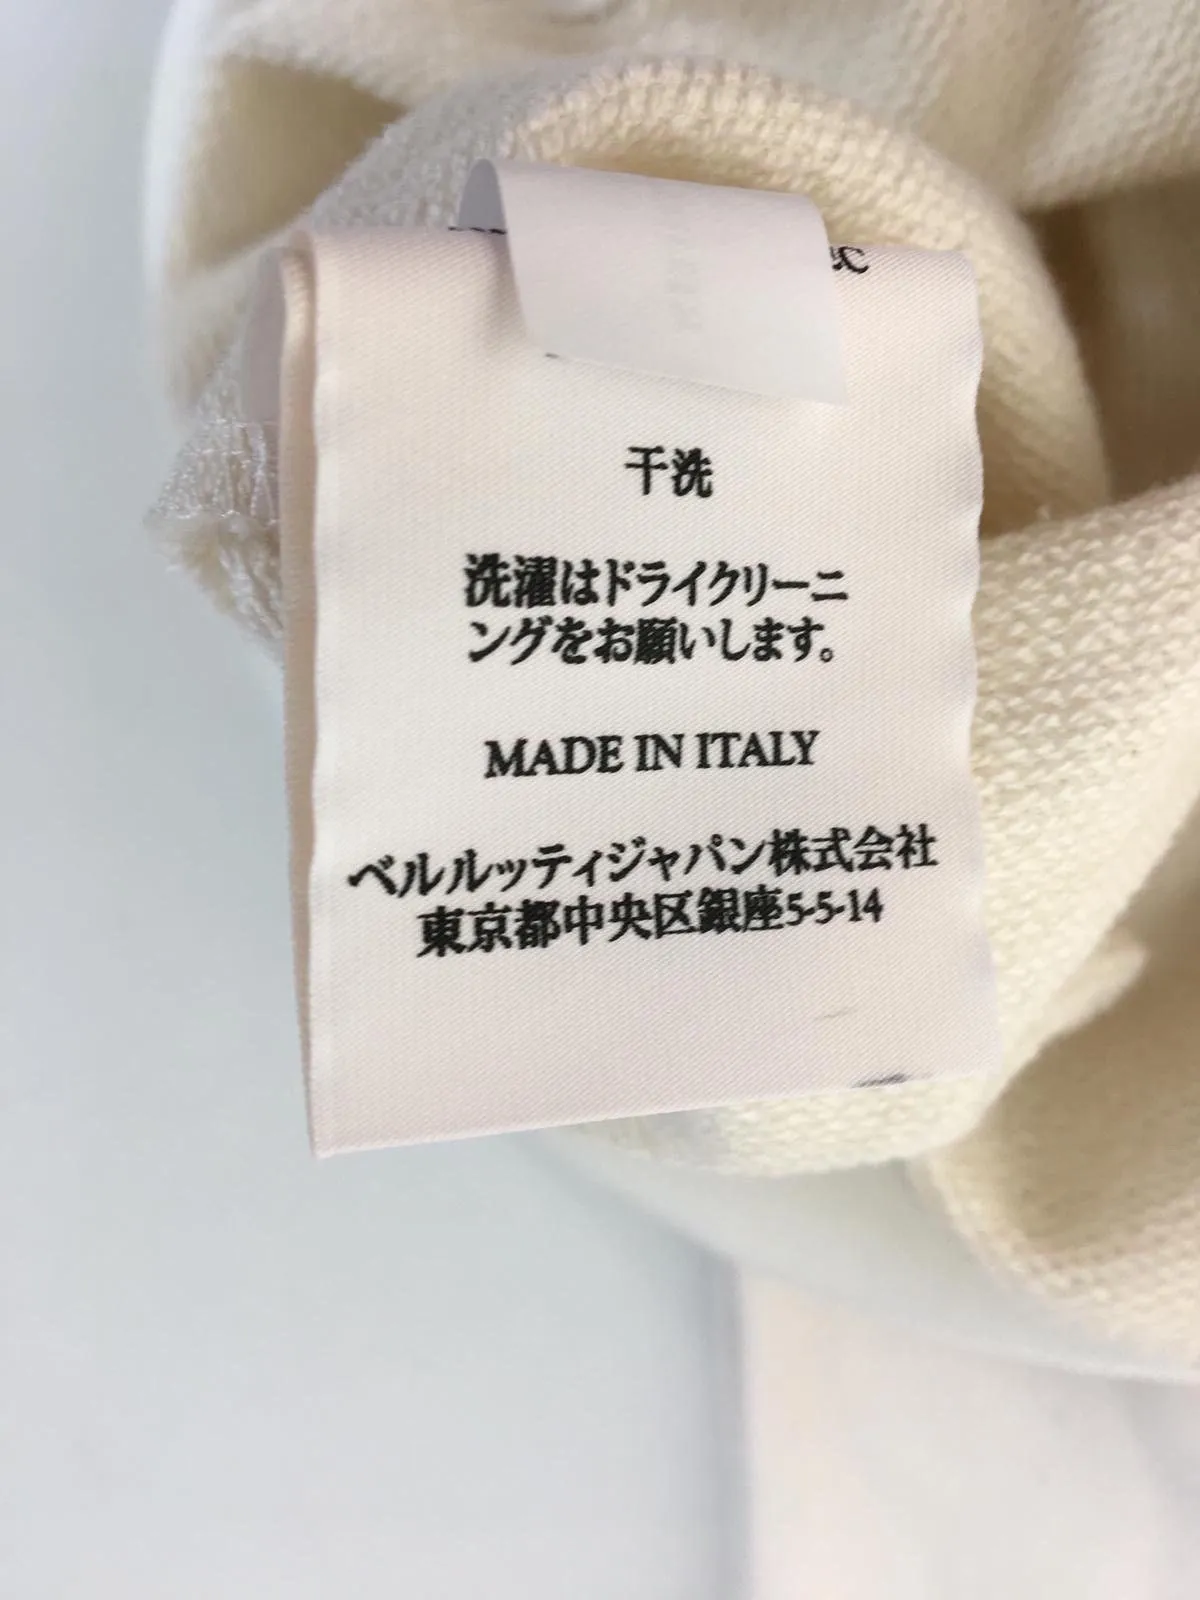 干洗
洗濯はドライクリーニ
ングをお願いします。
MADE IN ITALY
ベルルッティジャパン株式会社
東京都中央区銀座5-5-14